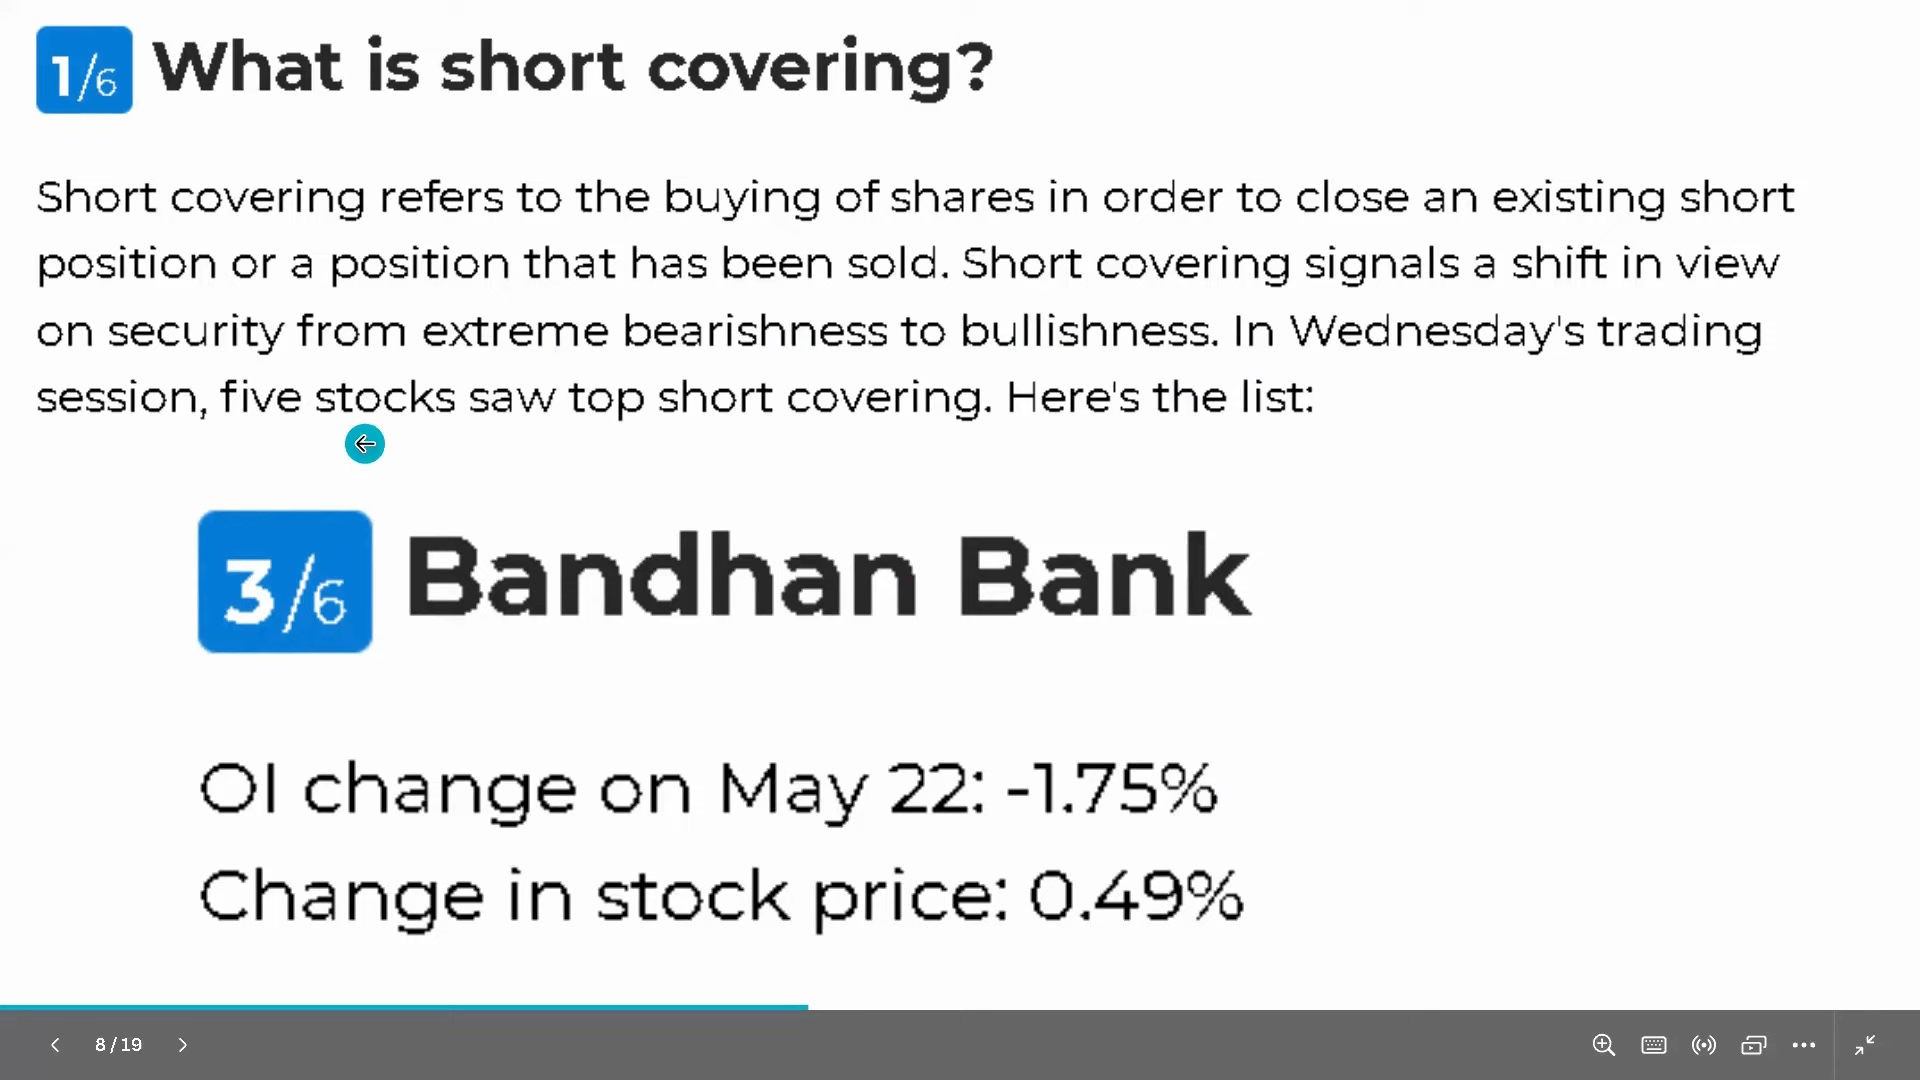 1/6 What is short covering?
Short covering refers to the buying of shares in order to close an existing short
position or a position that has been sold. Short covering signals a shift in view
on security from extreme bearishness to bullishness. In Wednesday's trading
session, five stocks saw top short covering. Here's the list:
3/6 Bandhan Bank
OI change on May 22: -1.75%
Change in stock price: 0.49%
8 / 19